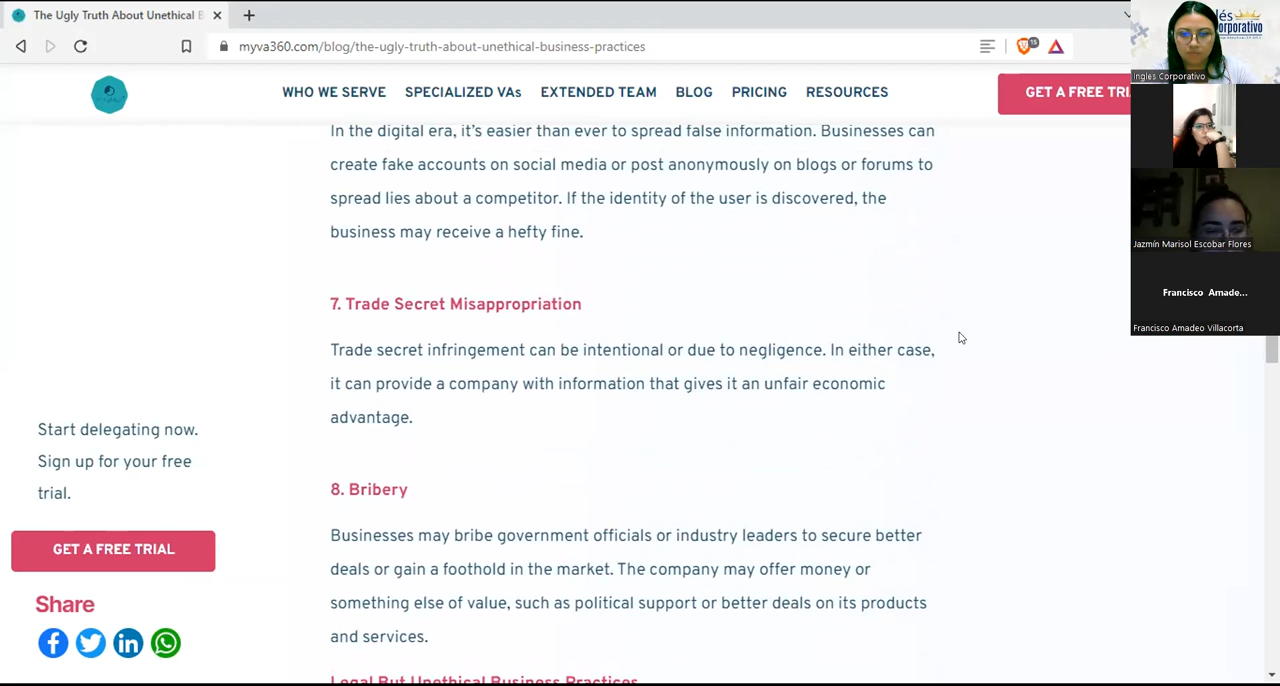 The Ugly Truth About Unethical B
myva360.com/blog/the-ugly-truth-about-unethical-business-practices
15
WHO WE SERVE SPECIALIZED VAs EXTENDED TEAM BLOG PRICING RESOURCES
GET A FREE TRI
In the digital era, it's easier than ever to spread false information. Businesses can
create fake accounts on social media or post anonymously on blogs or forums to
spread lies about a competitor. If the identity of the user is discovered, the
business may receive a hefty fine.
7. Trade Secret Misappropriation
Trade secret infringement can be intentional or due to negligence. In either case,
it can provide a company with information that gives it an unfair economic
advantage.
8. Bribery
Businesses may bribe government officials or industry leaders to secure better
deals or gain a foothold in the market. The company may offer money or
something else of value, such as political support or better deals on its products
and services.
Legal But Unethical Business Practices
Start delegating now.
Sign up for your free
trial.
GET A FREE TRIAL
Share
lés
Corporativo
Ingles Corporativo
Jazmín Marisol Escobar Flores
Francisco Amade...
Francisco Amadeo Villacorta